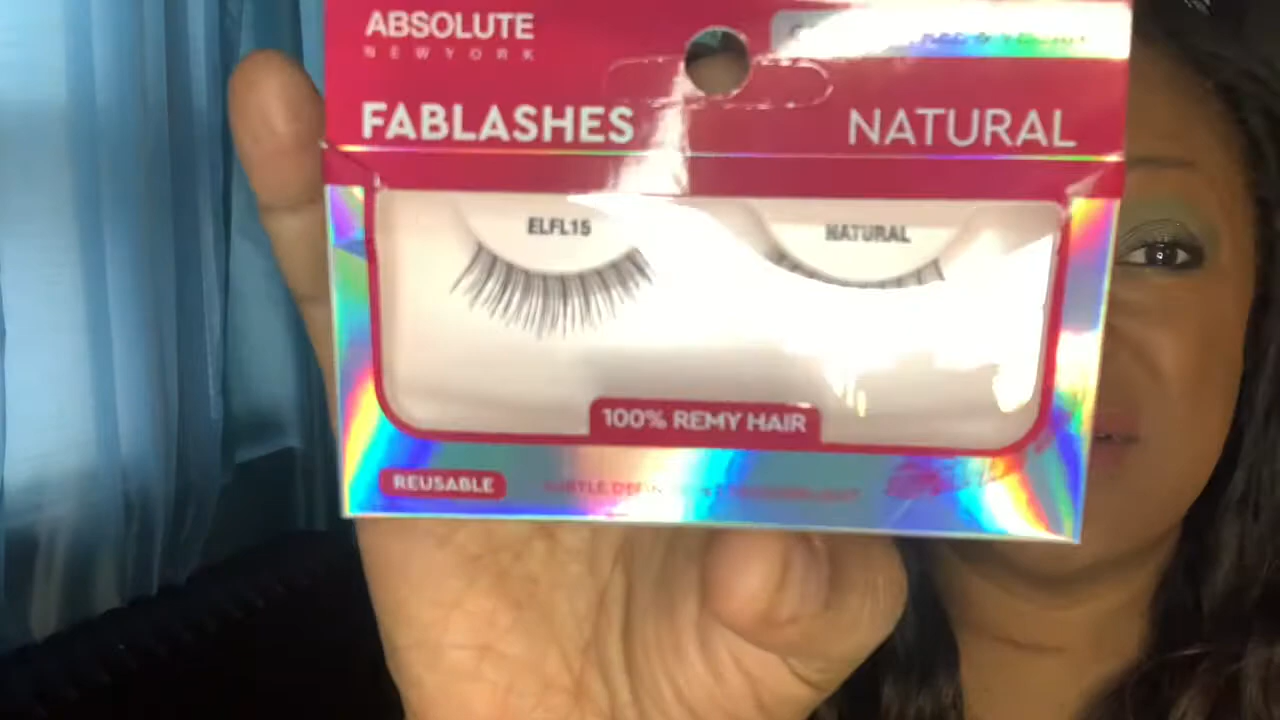 ABSOLUTE
NEW YORK
FABLASHES
NATURAL
ELFL15
NATURAL
100% REMY HAIR
REUSABLE